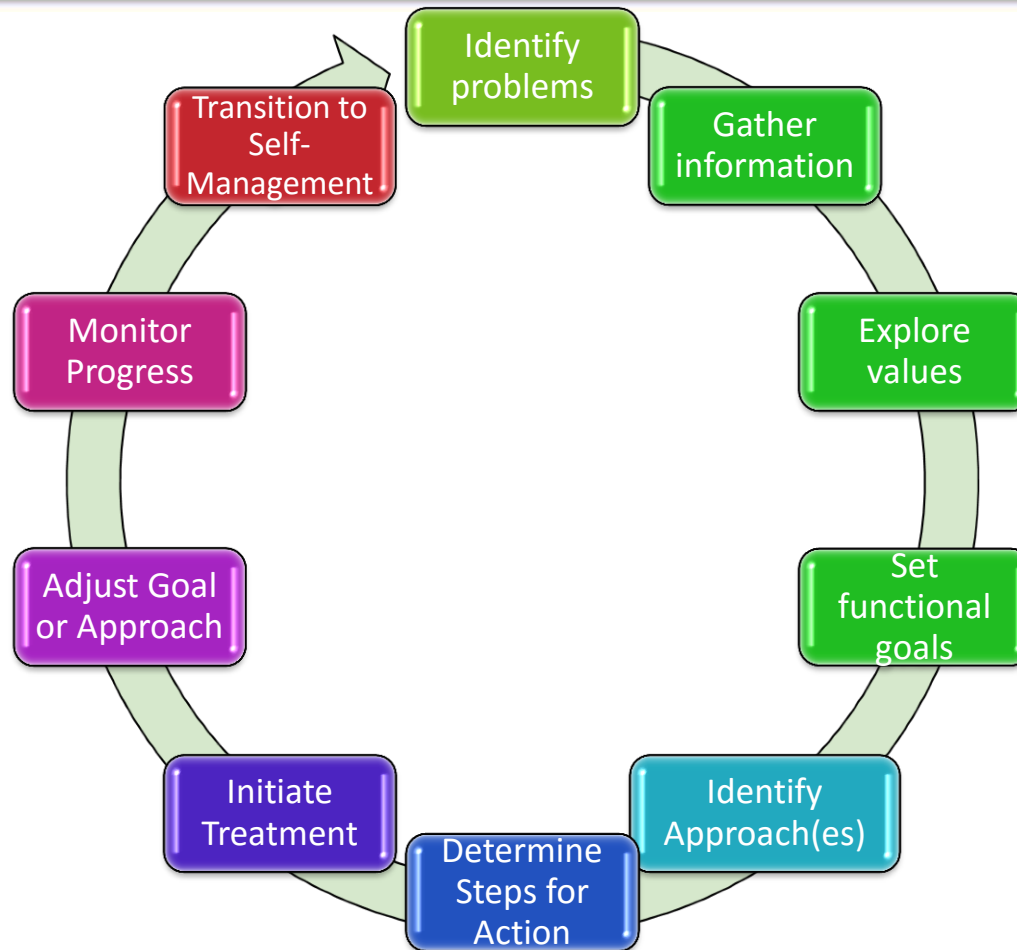 Identify
problems
Gather
information
Explore
values
Set
functional
goals
Identify
Approach(es)
Determine
Steps for
Action
Initiate
Treatment
Adjust Goal
or Approach
Monitor
Progress
Transition to
Self-
Management